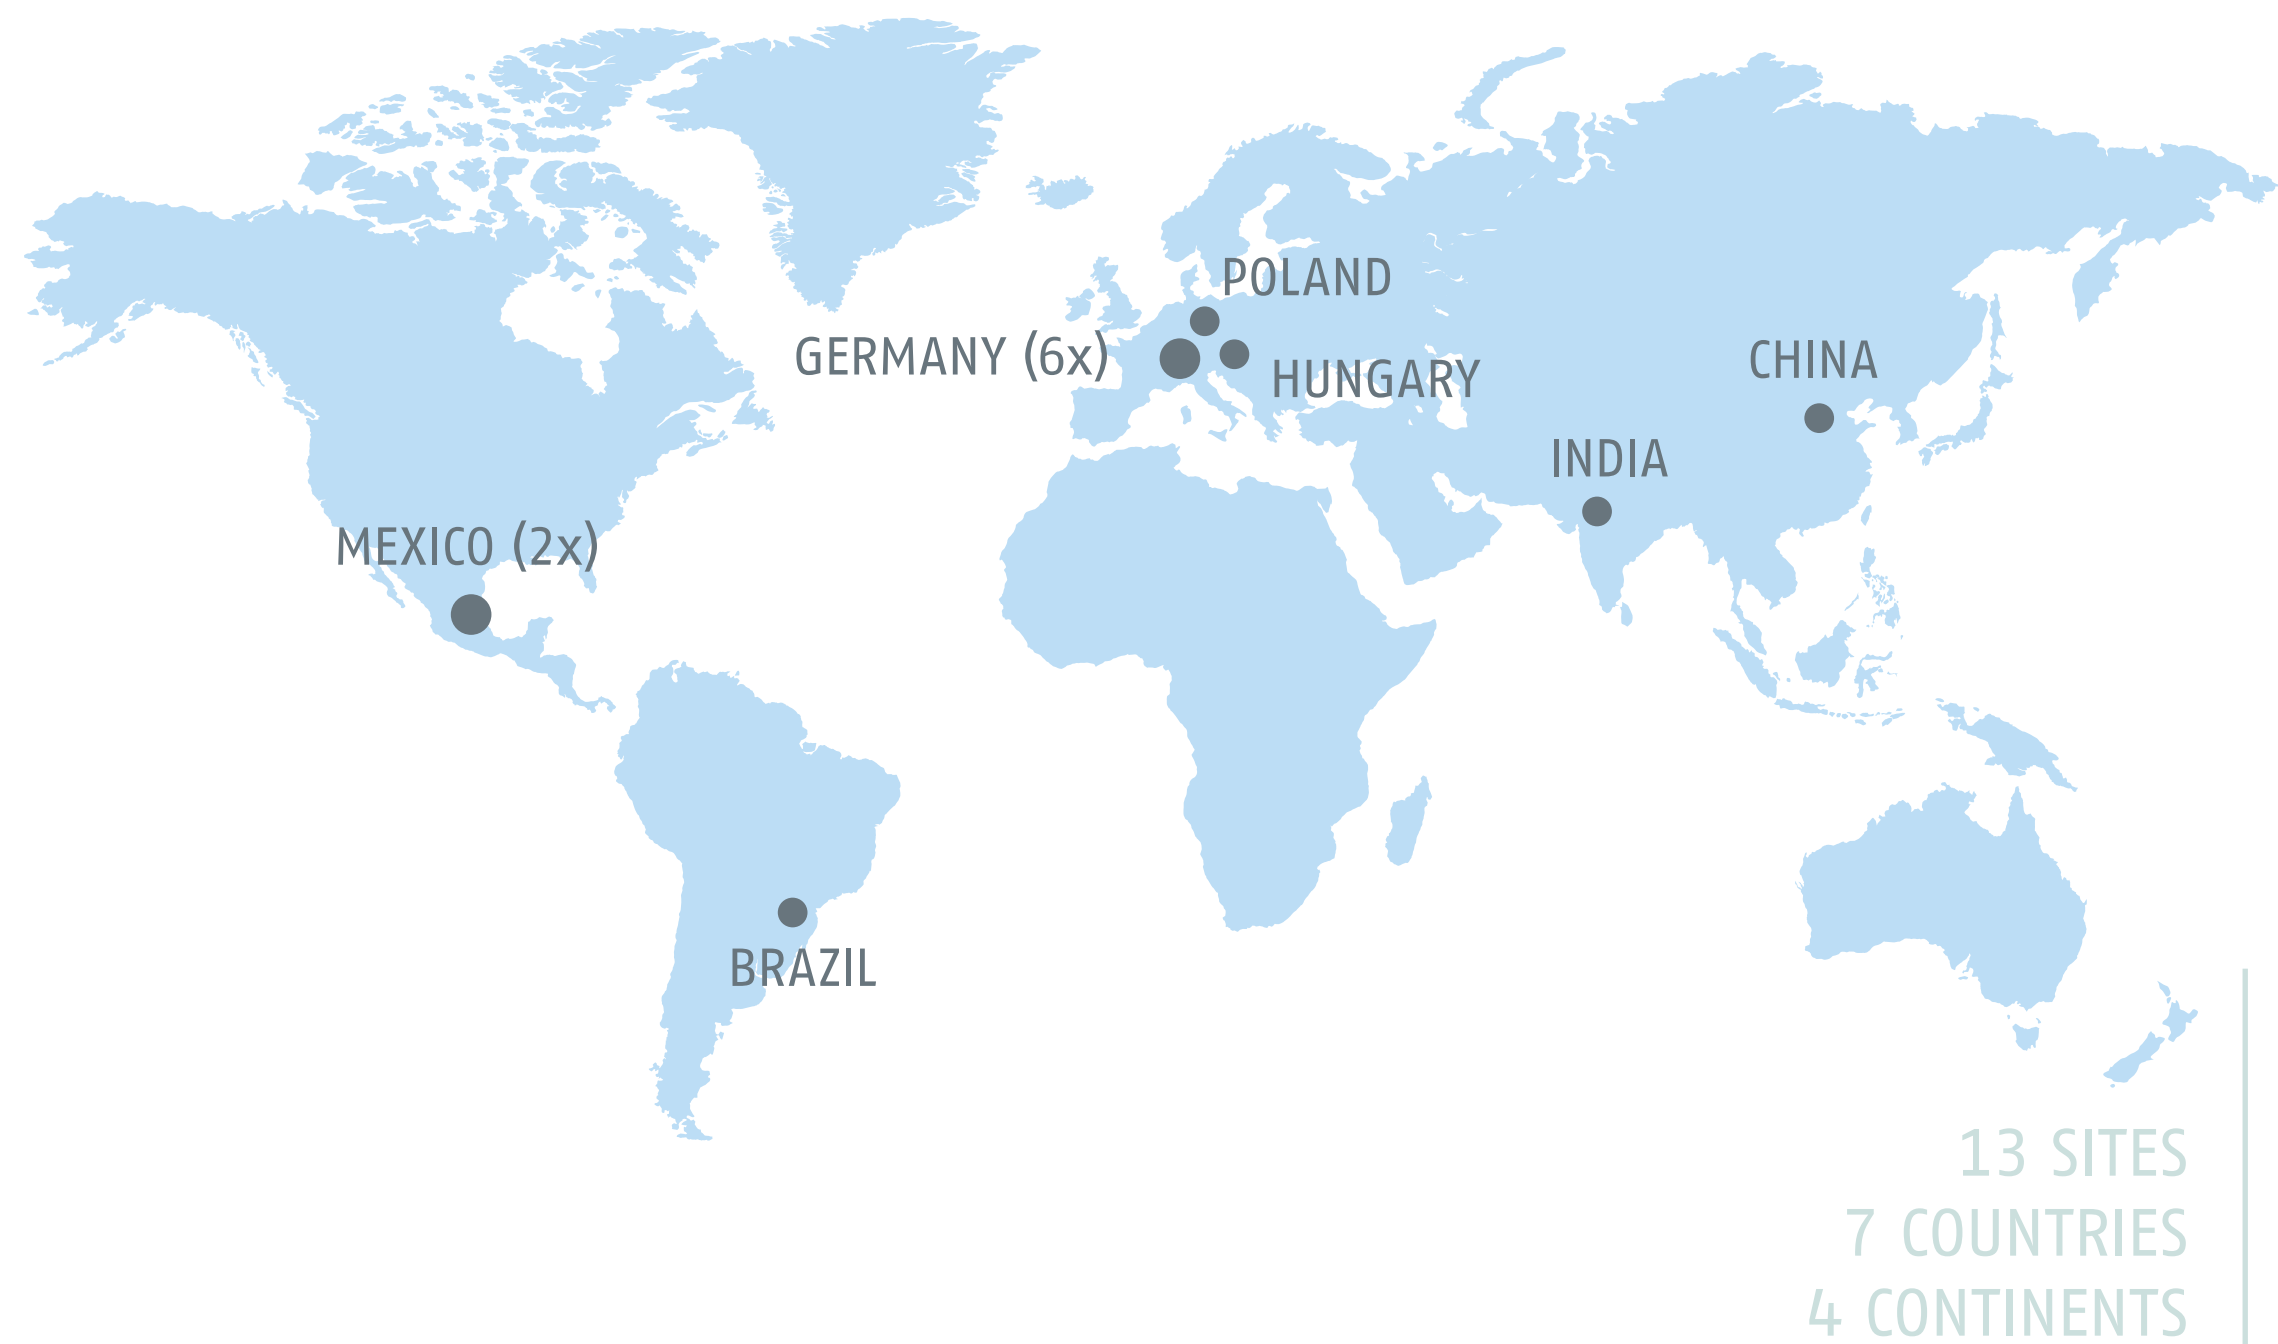 POLAND
GERMANY (6x)
HUNGARY
CHINA
INDIA
MEXICO (2x)
BRAZIL
13 SITES
7 COUNTRIES
4 CONTINENTS